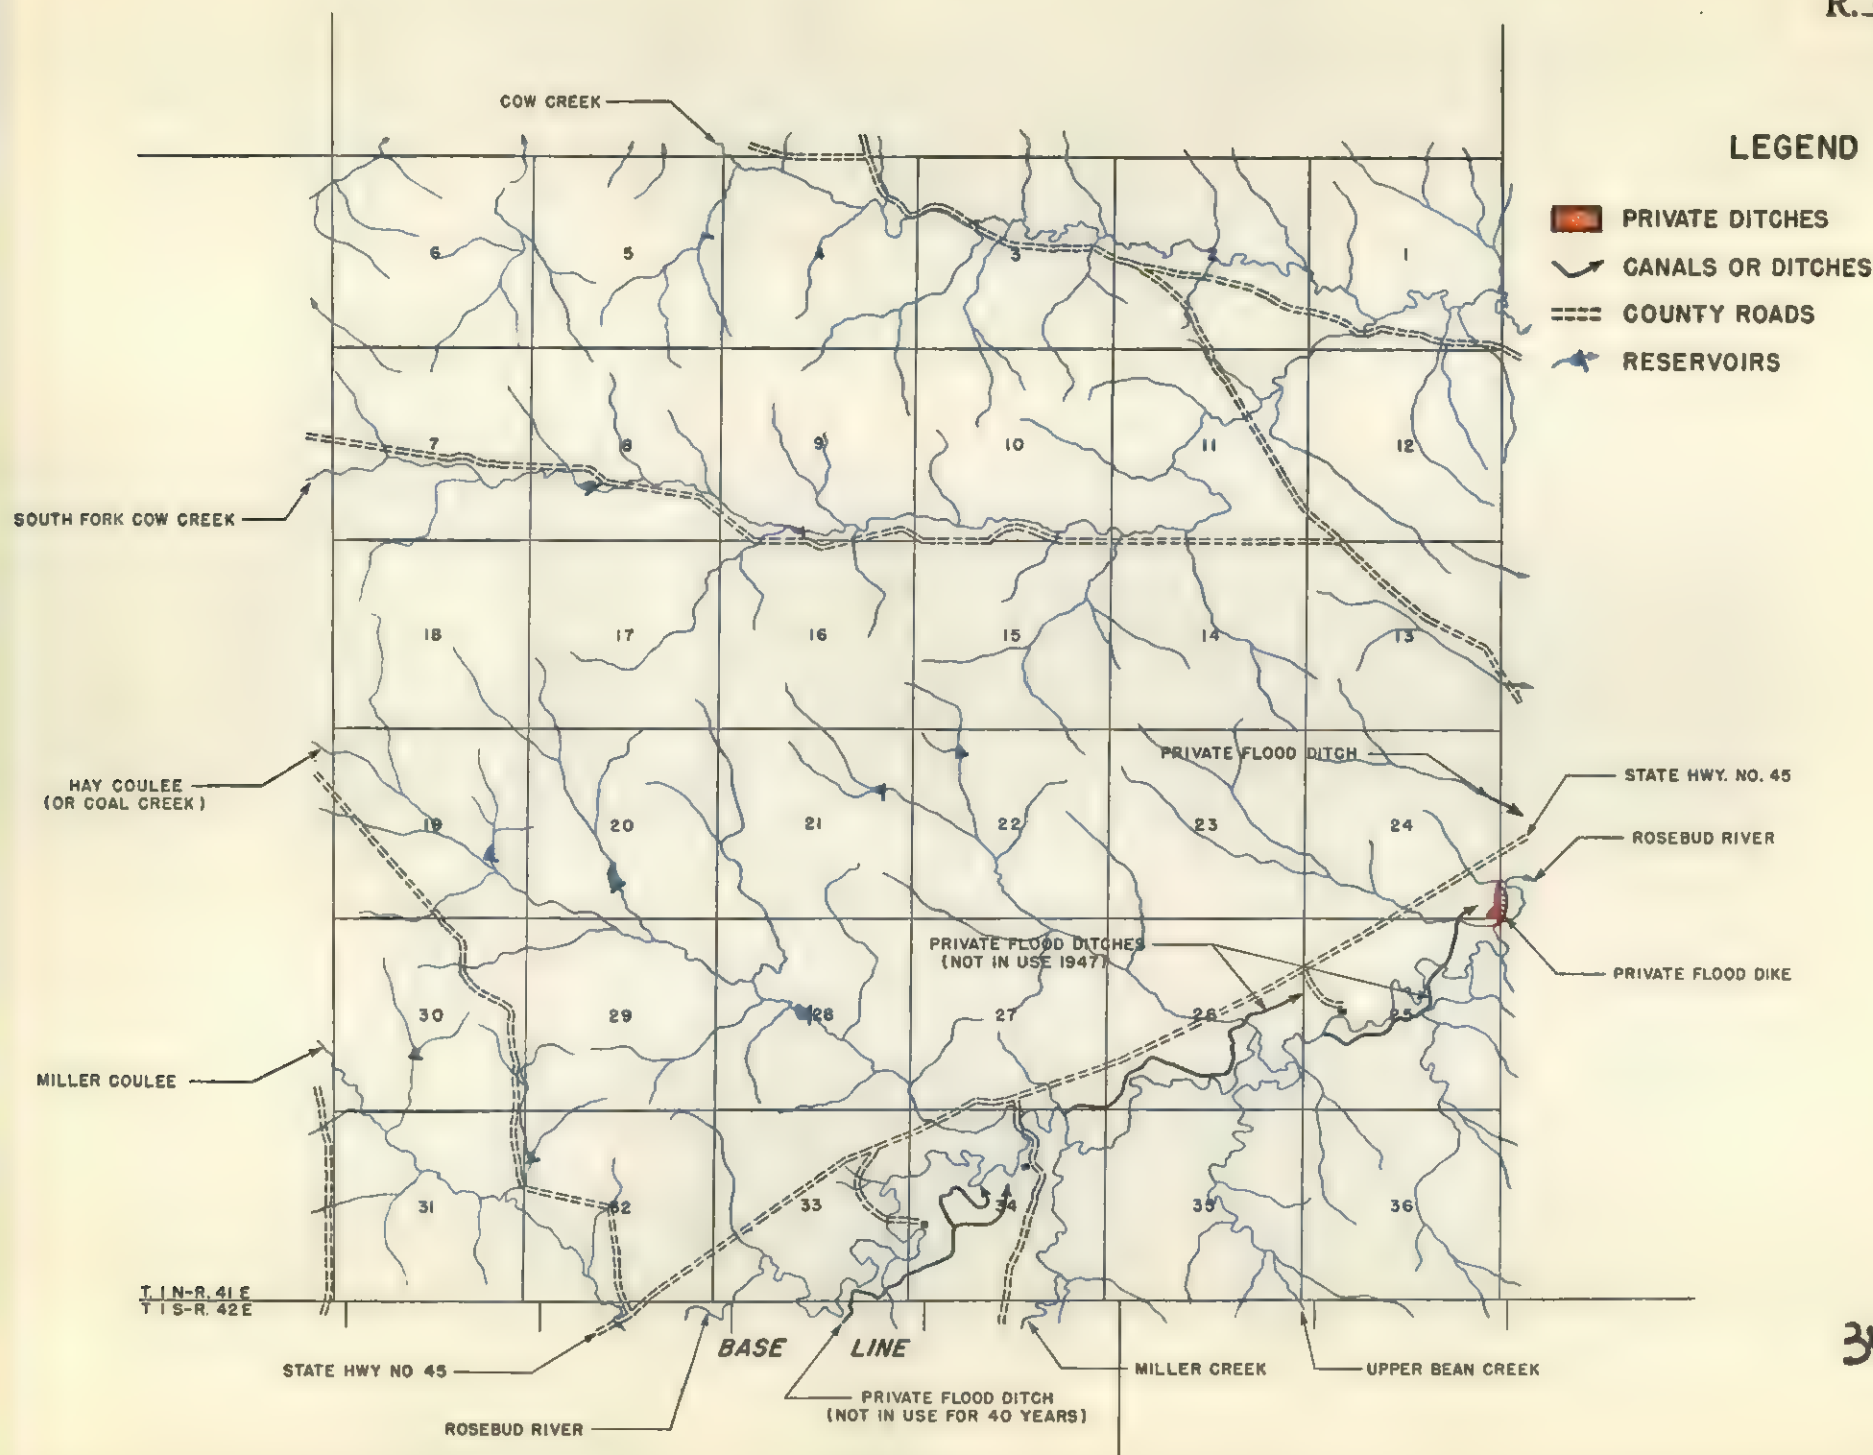 R.
COW CREEK
LEGEND
PRIVATE DITCHES
CANALS OR DITCHES
COUNTY ROADS
RESERVOIRS
6 5 4 3 2 1
7 8 9 10 11 12
SOUTH FORK COW CREEK
18 17 16 15 14 13
PRIVATE FLOOD DITCH
STATE HWY. NO. 45
HAY COULEE
(OR COAL CREEK)
19 20 21 22 23 24
ROSEBUD RIVER
PRIVATE FLOOD DITCHES
(NOT IN USE 1947)
PRIVATE FLOOD DIKE
30 29 28 27 26 25
MILLER COULEE
31 32 33 34 35 36
T. 1 N-R. 41 E
T 1 S-R. 42 E
BASE LINE
STATE HWY NO 45
MILLER CREEK
UPPER BEAN CREEK
PRIVATE FLOOD DITCH
(NOT IN USE FOR 40 YEARS)
ROSEBUD RIVER